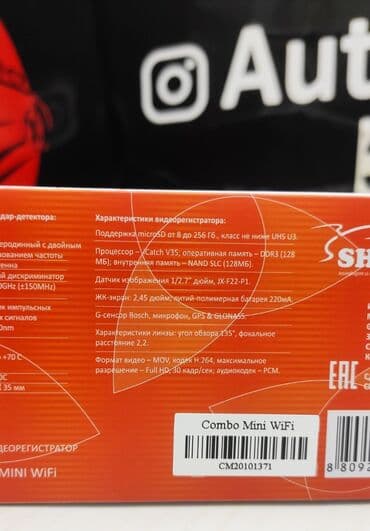 Aut
дар-детектора:
еродинный с двойным
зованием частоты
енна
й дискриминатор
0GHz (±150MHz)
ик импульсных
х сигналов
0nm
о +70 С
DC
Х 35 мм
ДЕОРЕГИСТРАТОР
MINI WiFi
Характеристики видеорегистратора:
Поддержка microSD от 8 до 256 Гб., класс не ниже UHS U3.
Процессор – iCatch V35, оперативная память – DDR3 (128
МБ), внутренняя память – NAND SLC (128МБ).
Датчик изображения 1/2.7" дюйм, JX-F22-P1.
ЖК-экран: 2,45 дюйм; литий-полимерная батарея 220мА.
G-сенсор Bosch, микрофон, GPS & GLONASS.
Характеристики линзы: угол обзора 135°, фокальное
расстояние 2,2.
Формат видео – MOV, кодек H.264, максимальное
разрешение – Full HD, 30 кадр/сек; аудиокодек – PCM.
SH
EAC
Combo Mini WiFi
CM20101371
8 8092